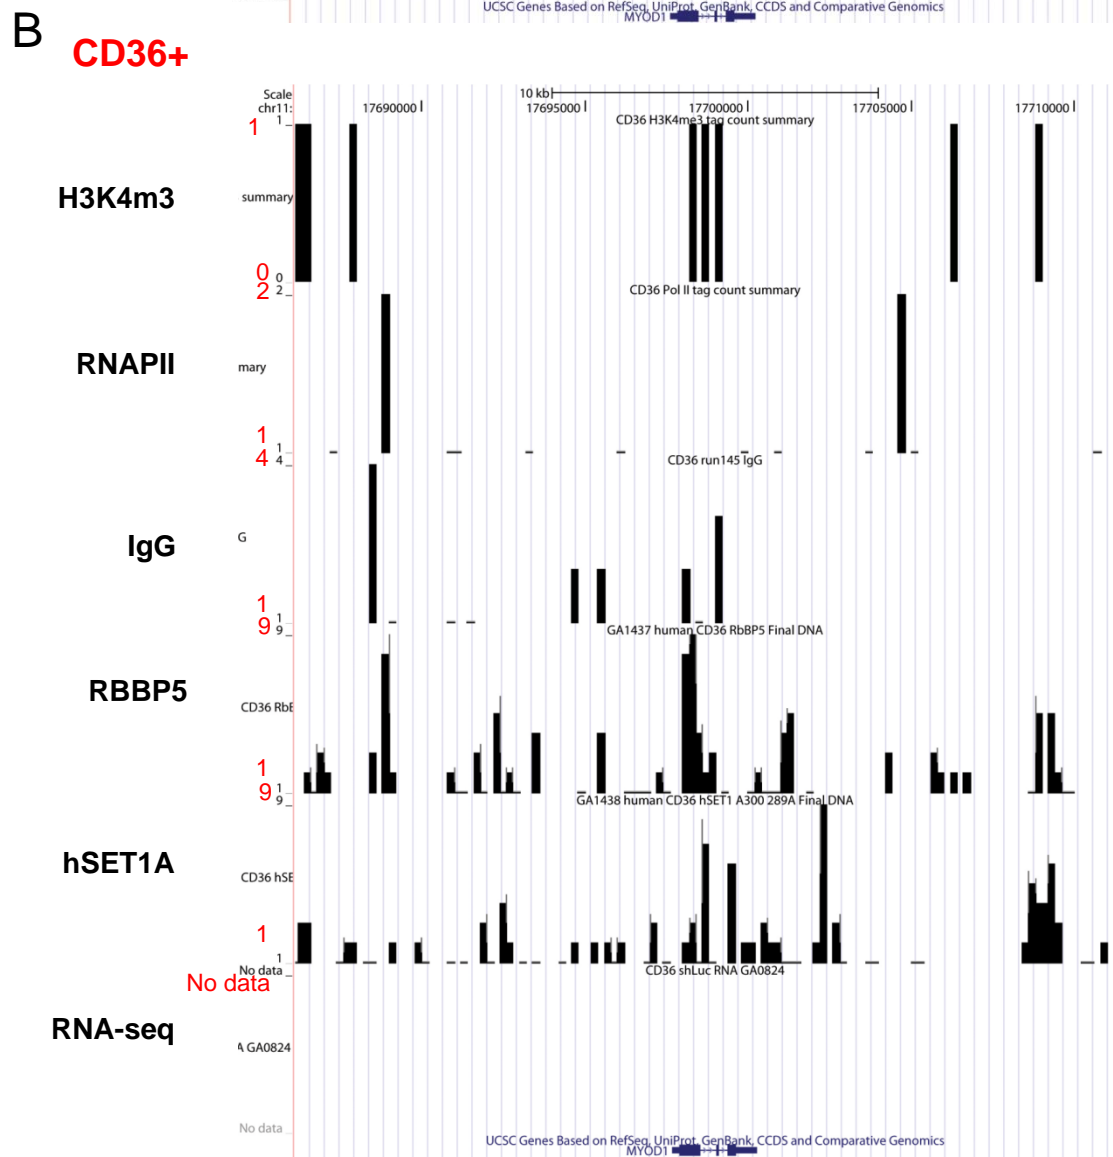 UCSC Genes Based on RefSeq, UniProt, GenBank, CCDS and Comparative Genomics
MYOD1
B
CD36+
Scale
10 kb
chr11:
17690000
17695000
17700000
17705000
17710000
CD36 H3K4me3 tag count summary
1
1
H3K4m3
summary
0
0
CD36 Pol II tag count summary
2
2
RNAPII
mary
1
1
CD36 run145 IgG
4
4
IgG
G
1
1
GA1437 human CD36 RbBP5 Final DNA
9
9
RBBP5
CD36 RbE
1
1
GA1438 human CD36 hSET1 A300 289A Final DNA
9
9
hSET1A
CD36 hSE
1
1
No data
CD36 shLuc RNA GA0824
No data
RNA-seq
A GA0824
No data
UCSC Genes Based on RefSeq, UniProt, GenBank, CCDS and Comparative Genomics
MYOD1